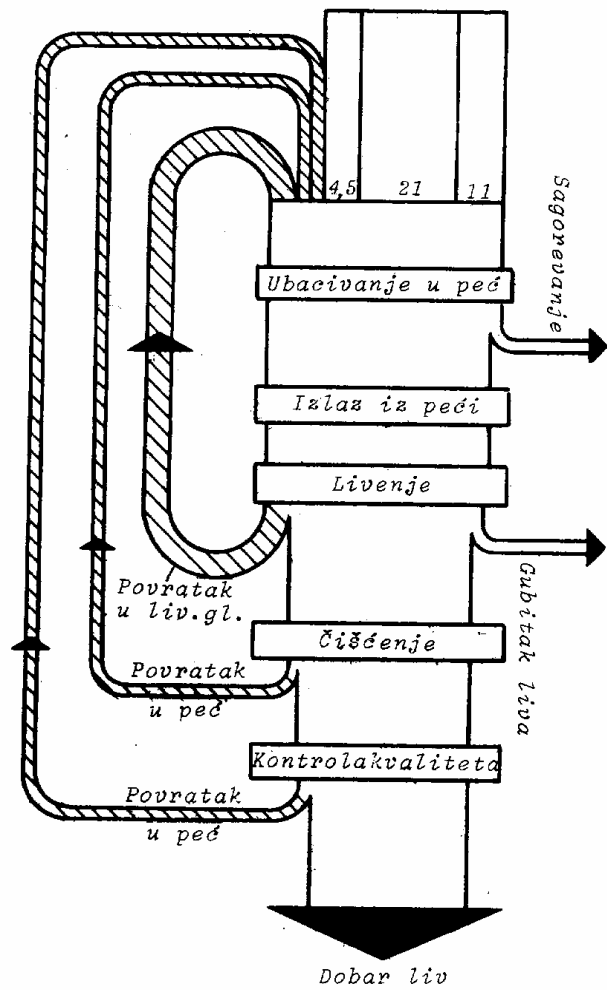 4,5 21 11
Sagorevanje
Ubacivanje u peć
Izlaz iz peći
Livenje
Povratak
u liv.gl.
Gubitak liva
Čišćenje
Povratak
u peć
Kontrolakvaliteta
Povratak
u peć
Dobar liv